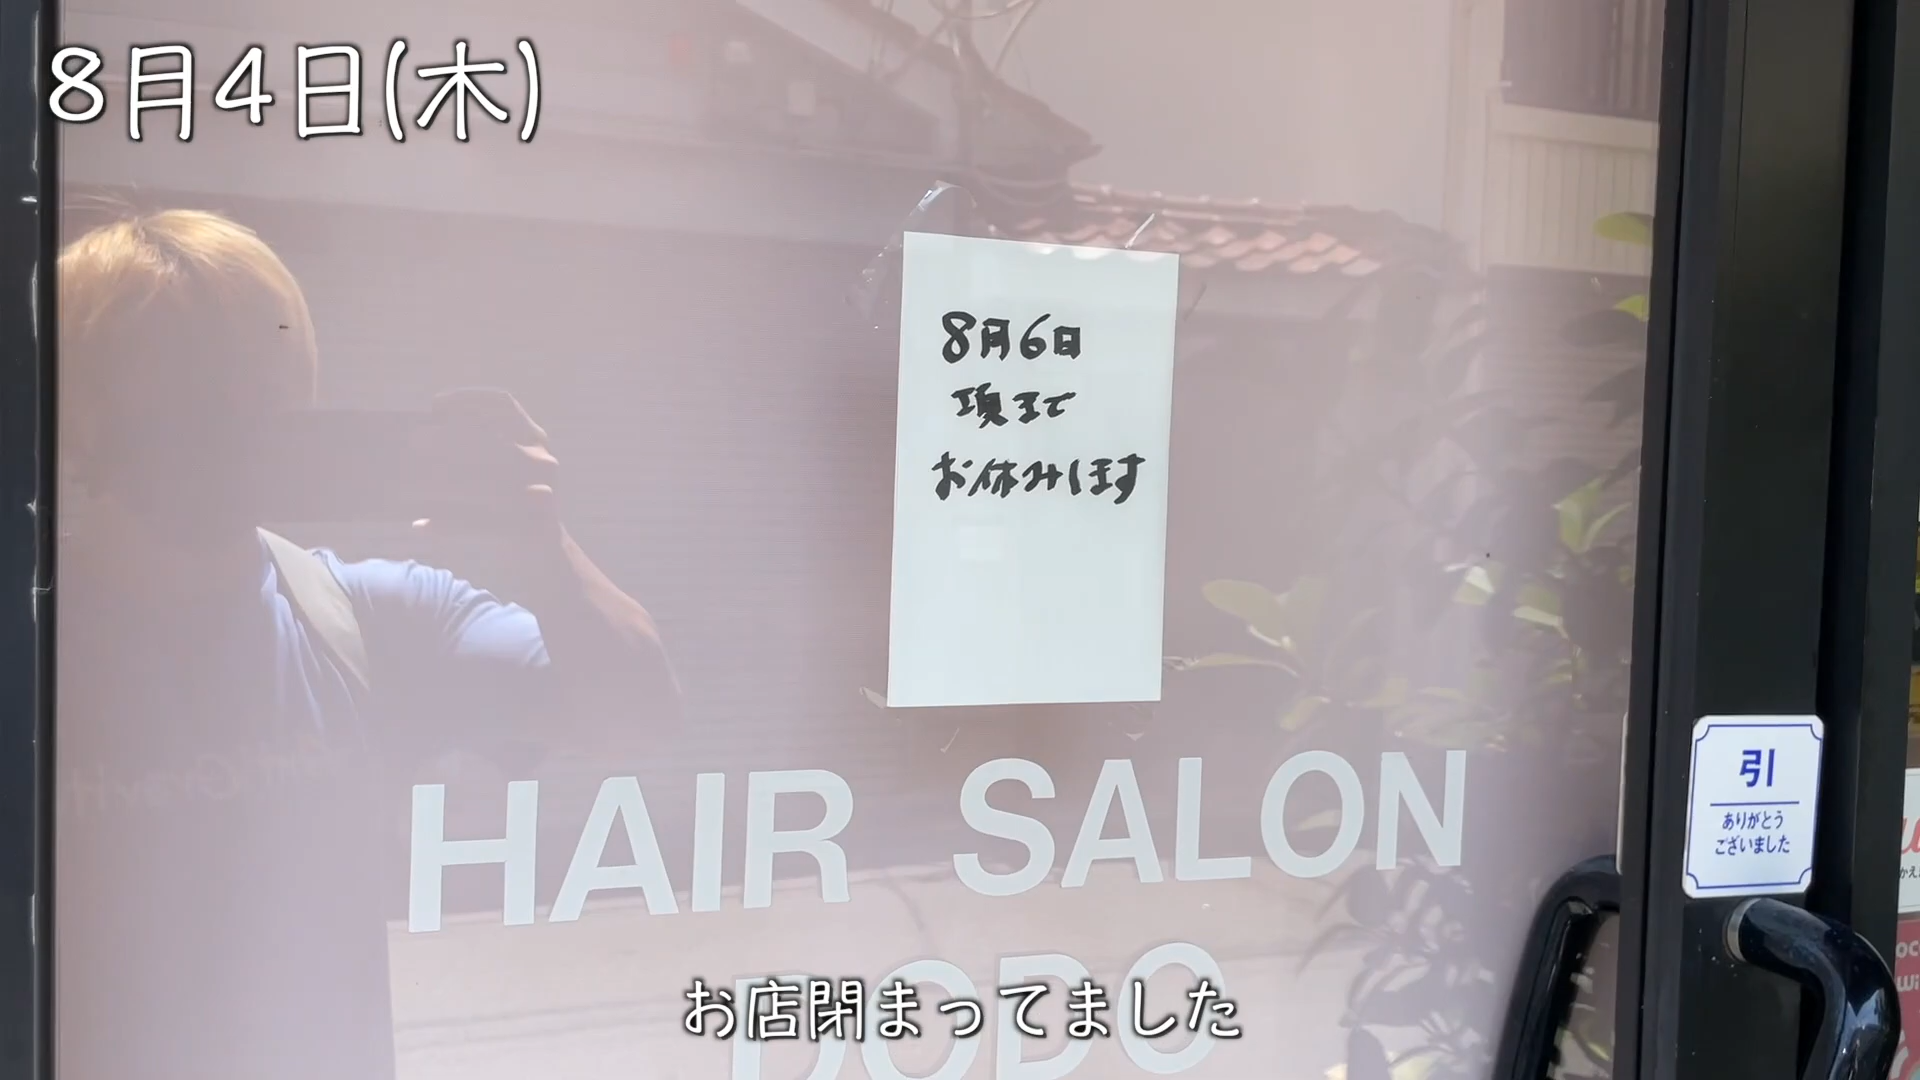 8月4日(木)
8月6日
頃まで
お休みします
HAIR SALON
DODO
引
ありがとう
ございました
お店閉まってました